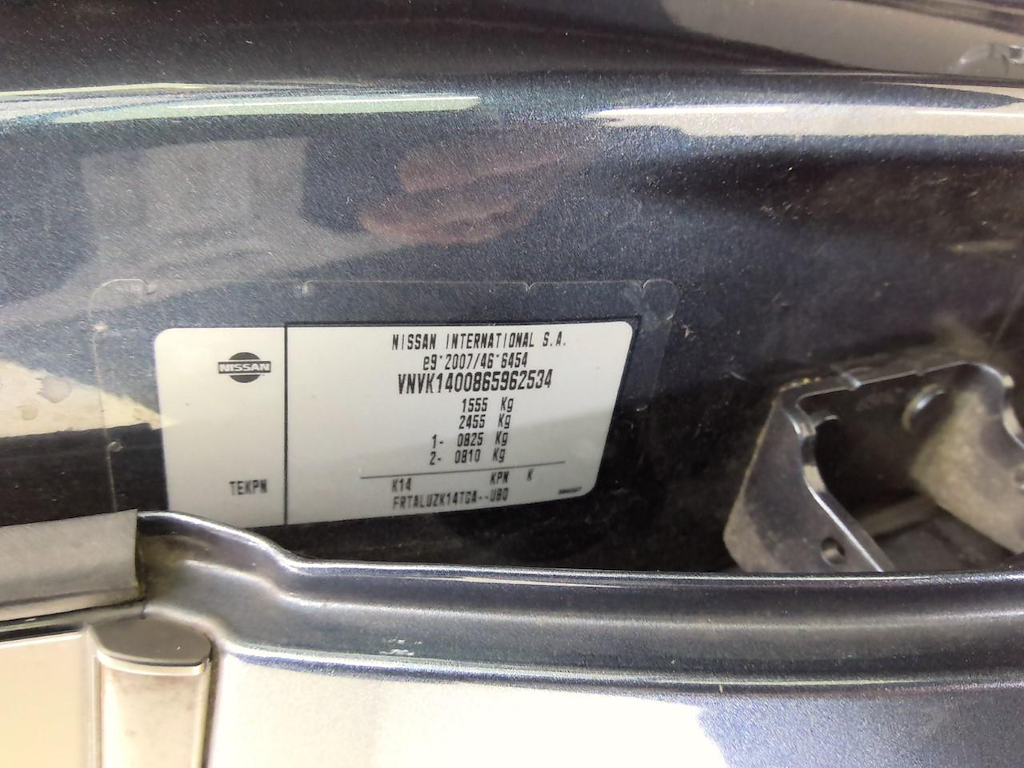 NISSAN
TEKPN
NISSAN INTERNATIONAL S.A.
e9*2007/46*6454
VNVK1400865962534
1555 Kg
2455 Kg
1- 0825 Kg
2- 0810 Kg
K14 KPN K
FRTALUZK14TGA--UBO